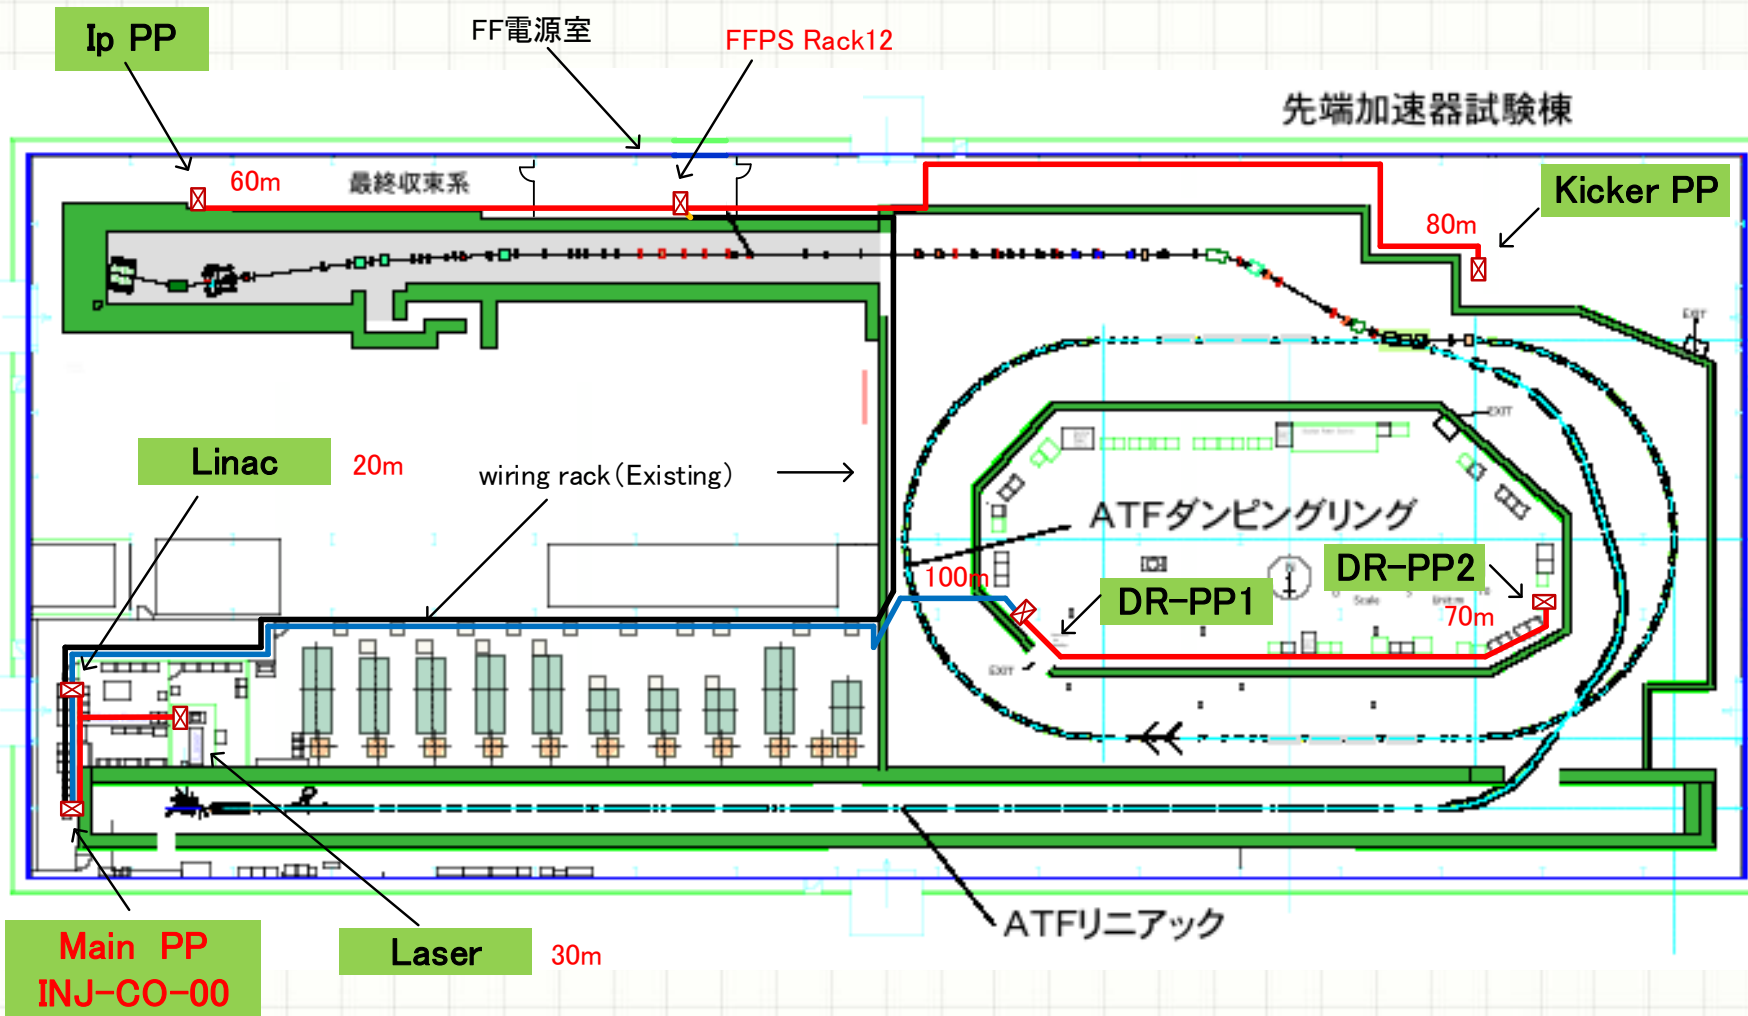 Ip PP
FF電源室
FFPS Rack12
先端加速器試験棟
60m
最終収束系
Kicker PP
80m
EXIT
EXIT
Linac
20m
wiring rack(Existing)
ATFダンピングリング
100m
DR-PP1
DR-PP2
N
Scale
70m
EXIT
ATFリニアック
Main PP
INJ-CO-00
Laser
30m